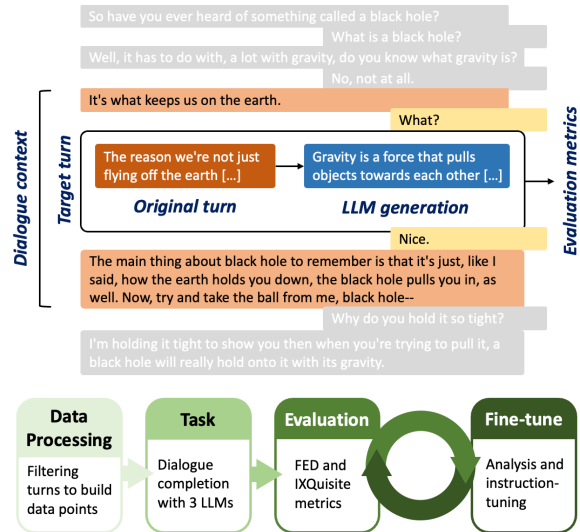 So have you ever heard of something called a black hole?
What is a black hole?
Well, it has to do with, a lot with gravity, do you know what gravity is?
No, not at all.
It's what keeps us on the earth.
What?
Dialogue context
Target turn
The reason we're not just
flying off the earth [...]
Gravity is a force that pulls
objects towards each other [...]
Original turn
LLM generation
Evaluation metrics
Nice.
The main thing about black hole to remember is that it's just, like I
said, how the earth holds you down, the black hole pulls you in, as
well. Now, try and take the ball from me, black hole--
Why do you hold it so tight?
I'm holding it tight to show you then when you're trying to pull it, a
black hole will really hold onto it with its gravity.
Data
Processing
Filtering
turns to build
data points
Task
Dialogue
completion
with 3 LLMs
Evaluation
FED and
IXQuisite
metrics
Fine-tune
Analysis and
instruction-
tuning